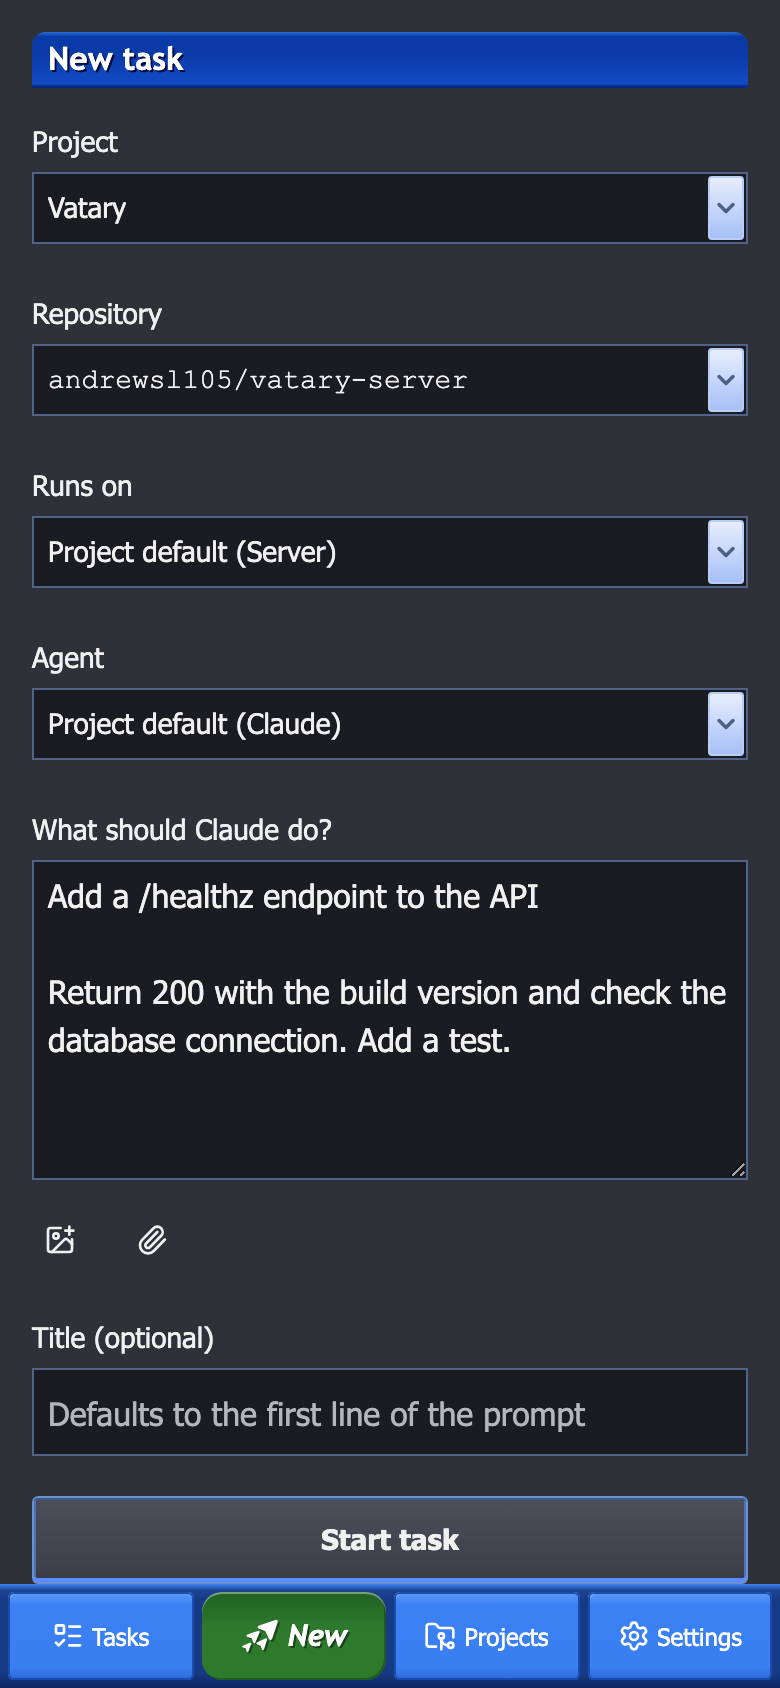 New task
Project
Vatary
Repository
andrewsl105/vatary-server
Runs on
Project default (Server)
Agent
Project default (Claude)
What should Claude do?
Add a /healthz endpoint to the API
Return 200 with the build version and check the
database connection. Add a test.
Title (optional)
Defaults to the first line of the prompt
Start task
Tasks
New
Projects
Settings